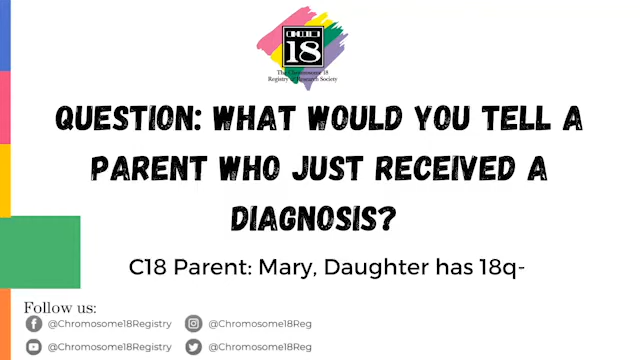 18
The Chromosome 18
Registry & Research Society
QUESTION: WHAT WOULD YOU TELL A
PARENT WHO JUST RECEIVED A
DIAGNOSIS?
C18 Parent: Mary, Daughter has 18q-
Follow us:
@Chromosome18Registry @Chromosome18Reg
@Chromosome18Registry @Chromosome18Reg